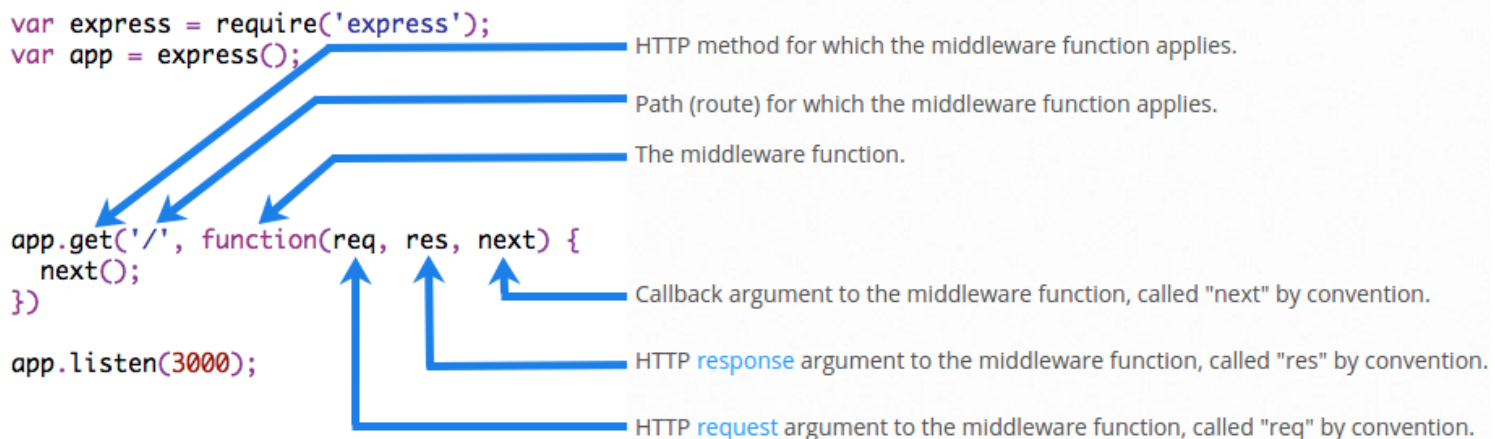 var express = require('express');
var app = express();
HTTP method for which the middleware function applies.
Path (route) for which the middleware function applies.
The middleware function.
app.get('/', function(req, res, next) {
  next();
})
app.listen(3000);
Callback argument to the middleware function, called "next" by convention.
HTTP response argument to the middleware function, called "res" by convention.
HTTP request argument to the middleware function, called "req" by convention.